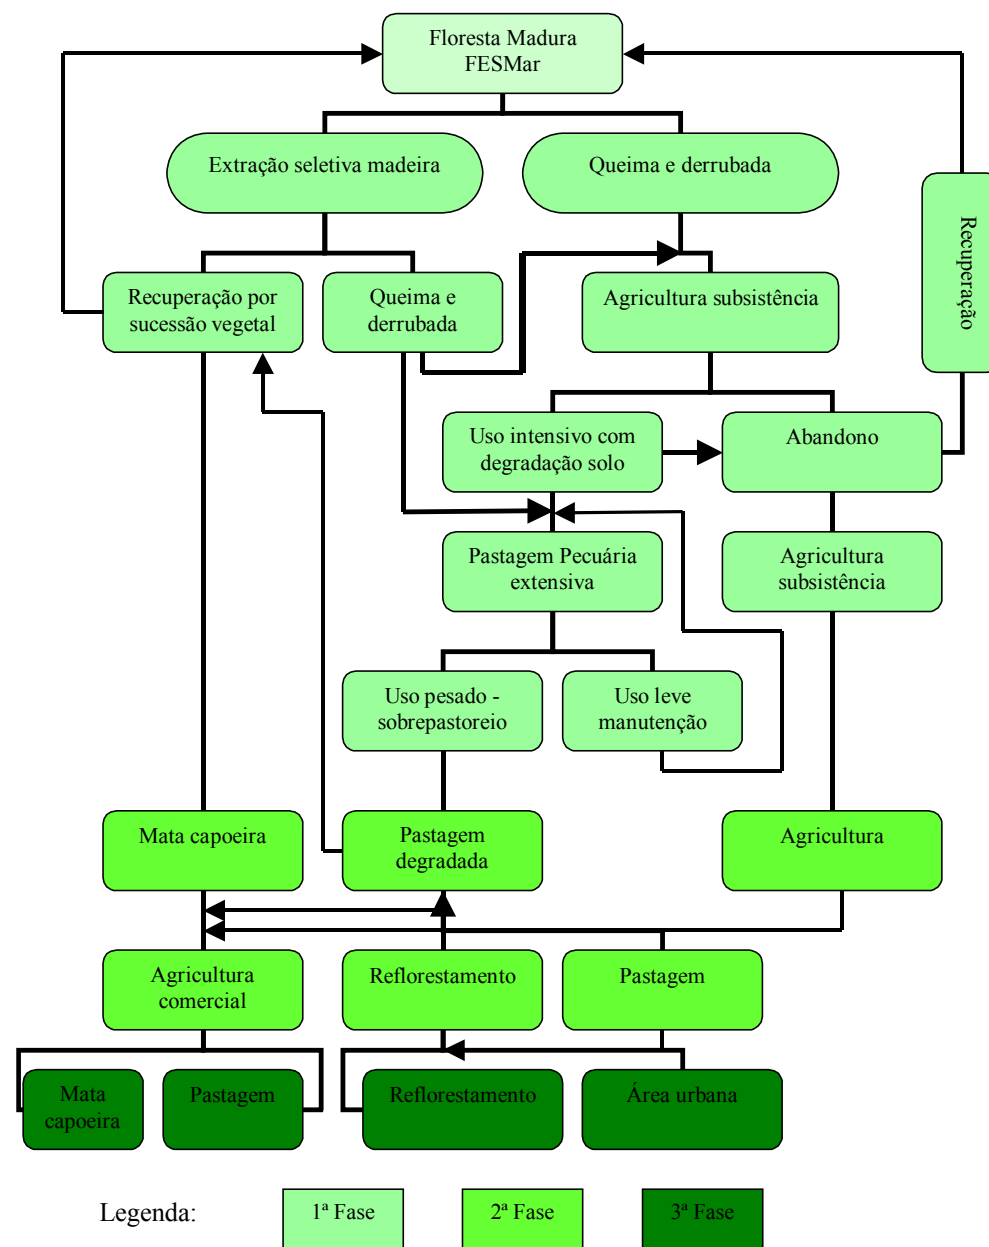 Floresta Madura
FESMar
Extração seletiva madeira
Queima e derrubada
Recuperação
Recuperação por
sucessão vegetal
Queima e
derrubada
Agricultura subsistência
Uso intensivo com
degradação solo
Abandono
Pastagem Pecuária
extensiva
Agricultura
subsistência
Uso pesado -
sobrepastoreio
Uso leve
manutenção
Mata capoeira
Pastagem
degradada
Agricultura
Agricultura
comercial
Reflorestamento
Pastagem
Mata
capoeira
Pastagem
Reflorestamento
Área urbana
Legenda:
1ª Fase
2ª Fase
3ª Fase